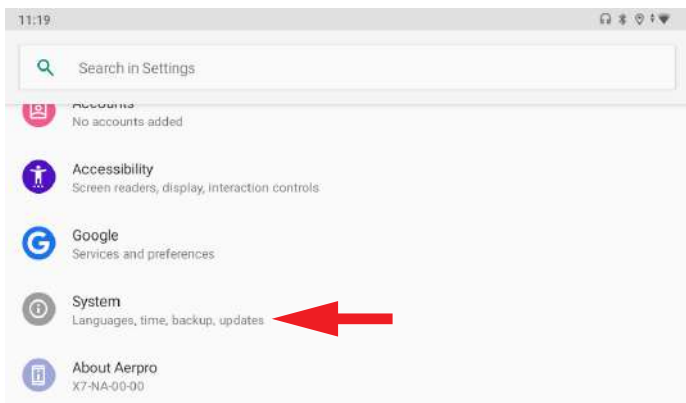 11:19
Search in Settings
Accounts
No accounts added
Accessibility
Screen readers, display, interaction controls
Google
Services and preferences
System
Languages, time, backup, updates
About Aerpro
X7-NA-00-00